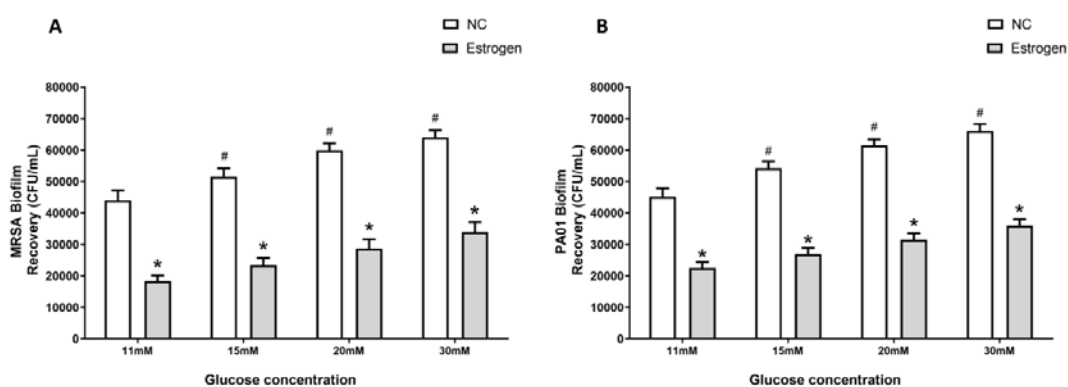 A
NC
Estrogen
MRSA Biofilm
Recovery (CFU/mL)
80000
70000
60000
50000
40000
30000
20000
10000
0
*
#
*
#
*
#
*
11mM
15mM
20mM
30mM
Glucose concentration
B
NC
Estrogen
PA01 Biofilm
Recovery (CFU/mL)
80000
70000
60000
50000
40000
30000
20000
10000
0
*
#
*
#
*
#
*
11mM
15mM
20mM
30mM
Glucose concentration